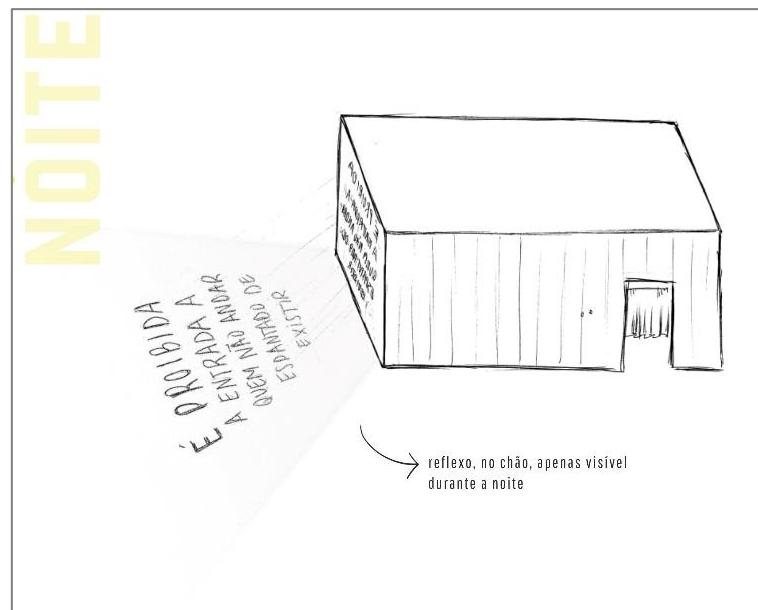 NOITE
É PROIBIDA
A ENTRADA A
QUEM NÃO ANDAR
ESPANTADO DE
EXISTIR
reflexo, no chão, apenas visível
durante a noite